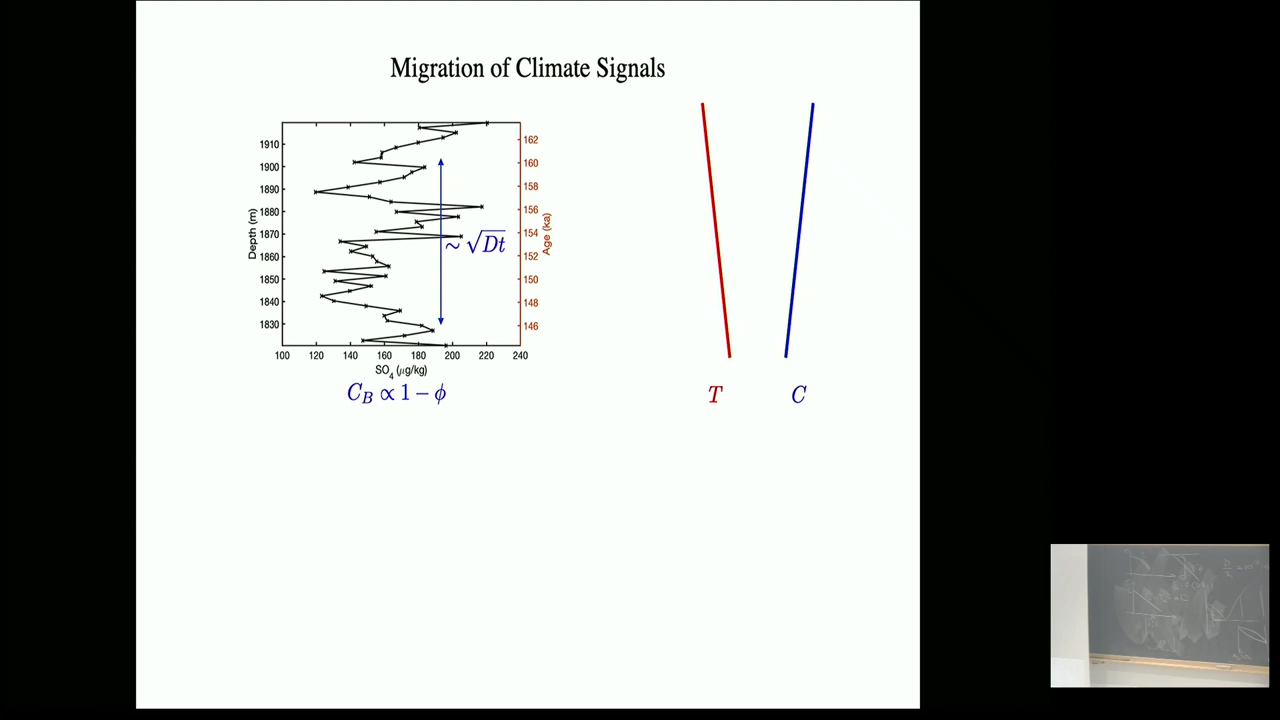 Migration of Climate Signals
1910
1900
1890
1880
1870
1860
1850
1840
1830
Depth (m)
162
160
158
156
154
152
150
148
146
Age (ka)
~ √Dt
100 120 140 160 180 200 220 240
SO4 (μg/kg)
C_B ∝ 1 − ϕ
T C